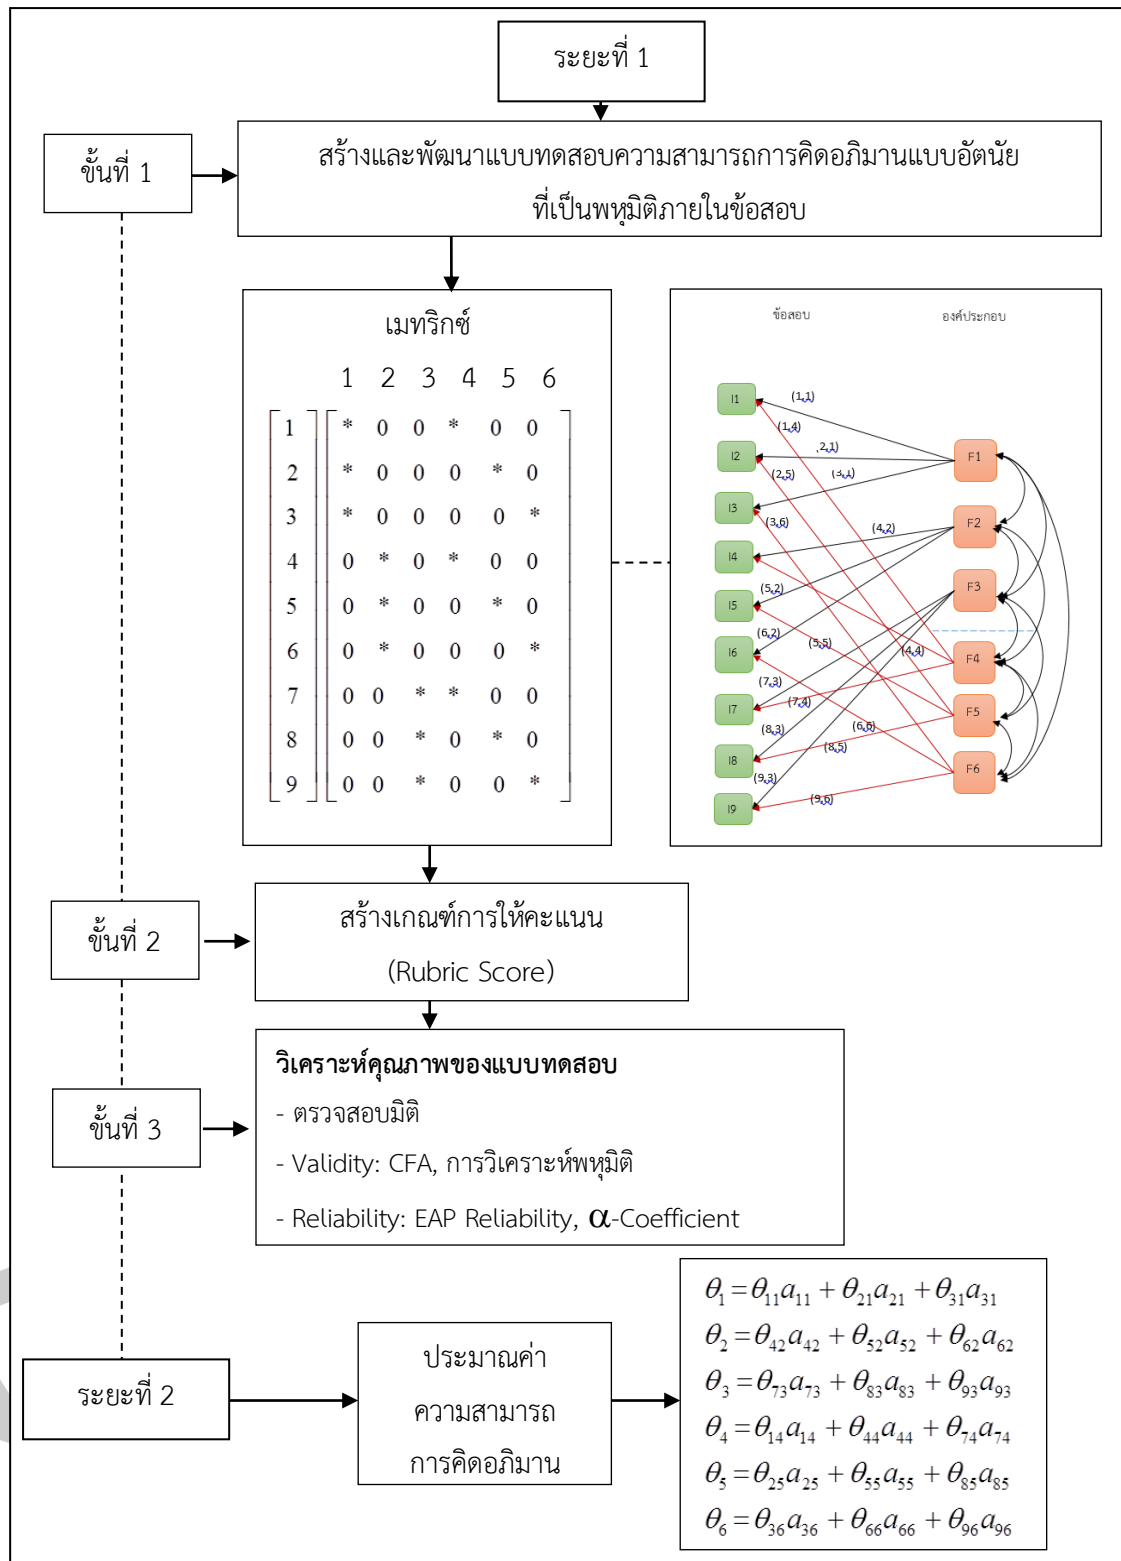 ระยะที่ 1
ขั้นที่ 1
สร้างและพัฒนาแบบทดสอบความสามารถการคิดอภิมานแบบอัตนัย
ที่เป็นพหุมิติภายในข้อสอบ
เมทริกซ์
1 2 3 4 5 6
1 * 0 0 * 0 0
2 * 0 0 0 * 0
3 * 0 0 0 0 *
4 0 * 0 * 0 0
5 0 * 0 0 * 0
6 0 * 0 0 0 *
7 0 0 * * 0 0
8 0 0 * 0 * 0
9 0 0 * 0 0 *
ข้อสอบ องค์ประกอบ
I1 (1,1)
(1,4)
I2 ,2,1) F1
(2,5) (3,1)
I3
(3,6) F2
I4 (4,2)
F3
I5 (5,2)
I6 (6,2) (5,5) (4,4) F4
(7,3)
I7 (7,4) F5
(8,3) (6,6)
I8 (8,5) F6
(9,3)
I9 (9,6)
ขั้นที่ 2
สร้างเกณฑ์การให้คะแนน
(Rubric Score)
ขั้นที่ 3
วิเคราะห์คุณภาพของแบบทดสอบ
- ตรวจสอบมิติ
- Validity: CFA, การวิเคราะห์พหุมิติ
- Reliability: EAP Reliability, α-Coefficient
ระยะที่ 2
ประมาณค่า
ความสามารถ
การคิดอภิมาน
θ₁ = θ₁₁a₁₁ + θ₂₁a₂₁ + θ₃₁a₃₁
θ₂ = θ₄₂a₄₂ + θ₅₂a₅₂ + θ₆₂a₆₂
θ₃ = θ₇₃a₇₃ + θ₈₃a₈₃ + θ₉₃a₉₃
θ₄ = θ₁₄a₁₄ + θ₄₄a₄₄ + θ₇₄a₇₄
θ₅ = θ₂₅a₂₅ + θ₅₅a₅₅ + θ₈₅a₈₅
θ₆ = θ₃₆a₃₆ + θ₆₆a₆₆ + θ₉₆a₉₆